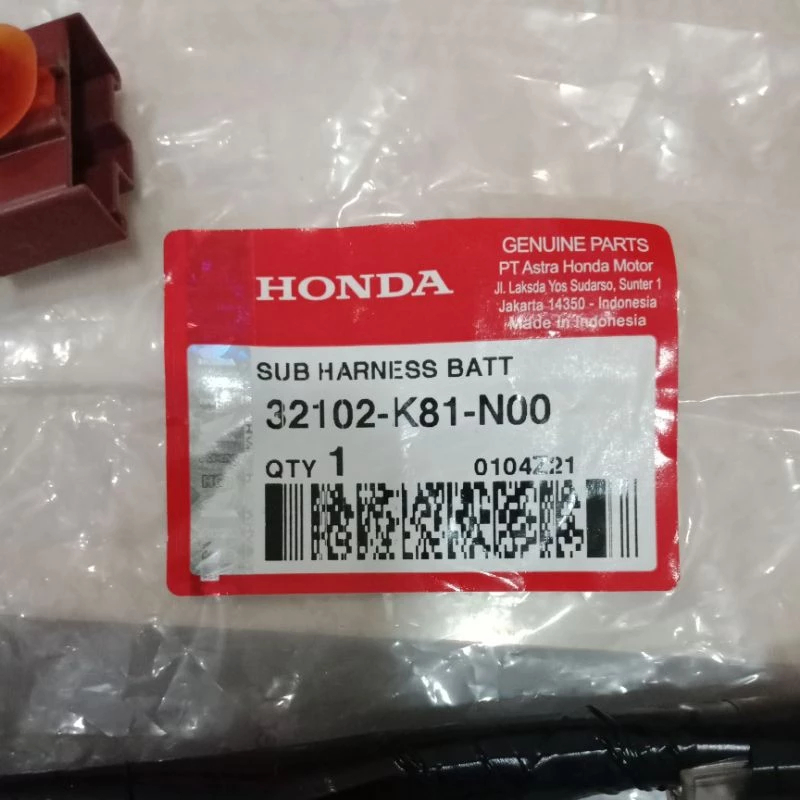 HONDA
GENUINE PARTS
PT Astra Honda Motor
Jl. Laksda Yos Sudarso, Sunter 1
Jakarta 14350 - Indonesia
Made in Indonesia
SUB HARNESS BATT
32102-K81-N00
QTY 1
0104Z21